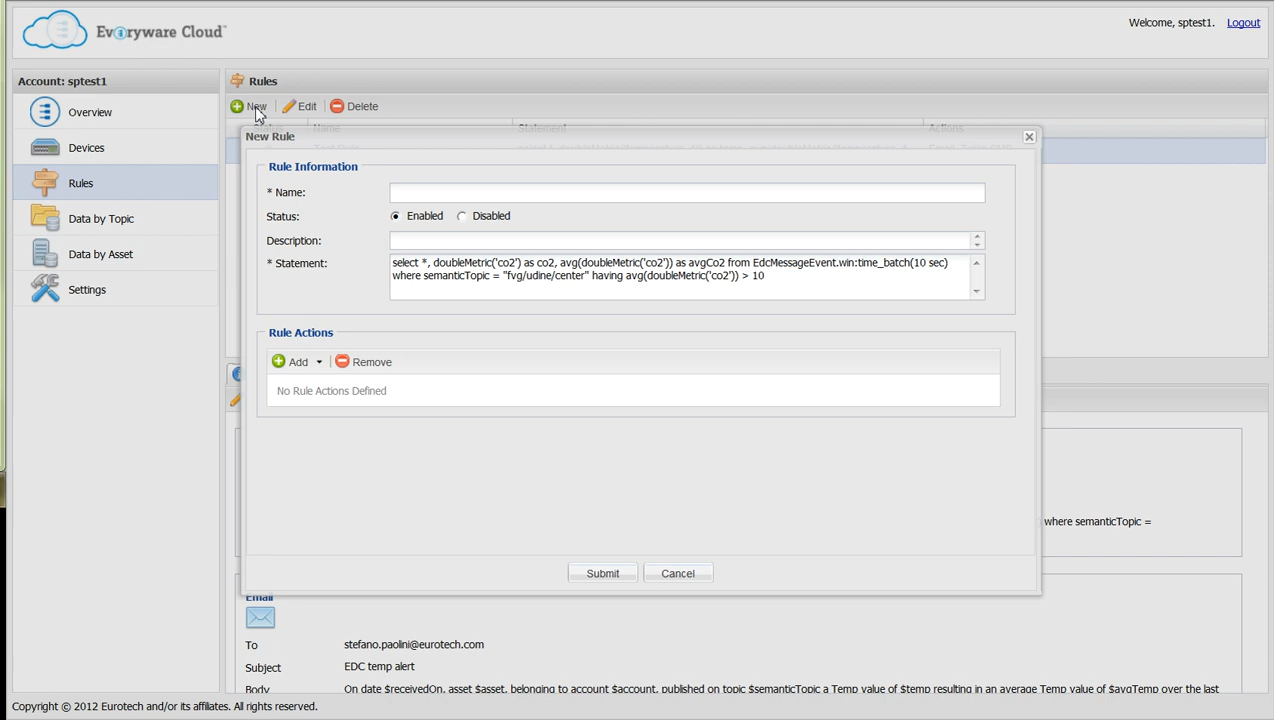 Everyware Cloud™
Welcome, sptest1. Logout
Account: sptest1
Overview
Devices
Rules
Data by Topic
Data by Asset
Settings
Rules
New Edit Delete
Name Statement Actions
New Rule
Rule Information
* Name:
Status: Enabled Disabled
Description:
* Statement: select *, doubleMetric('co2') as co2, avg(doubleMetric('co2')) as avgCo2 from EdcMessageEvent.win:time_batch(10 sec)
where semanticTopic = "fvg/udine/center" having avg(doubleMetric('co2')) > 10
Rule Actions
Add Remove
No Rule Actions Defined
where semanticTopic =
Submit Cancel
Email
To stefano.paolini@eurotech.com
Subject EDC temp alert
Body On date $receivedOn, asset $asset, belonging to account $account, published on topic $semanticTopic a Temp value of $temp resulting in an average Temp value of $avgTemp over the last
Copyright © 2012 Eurotech and/or its affiliates. All rights reserved.